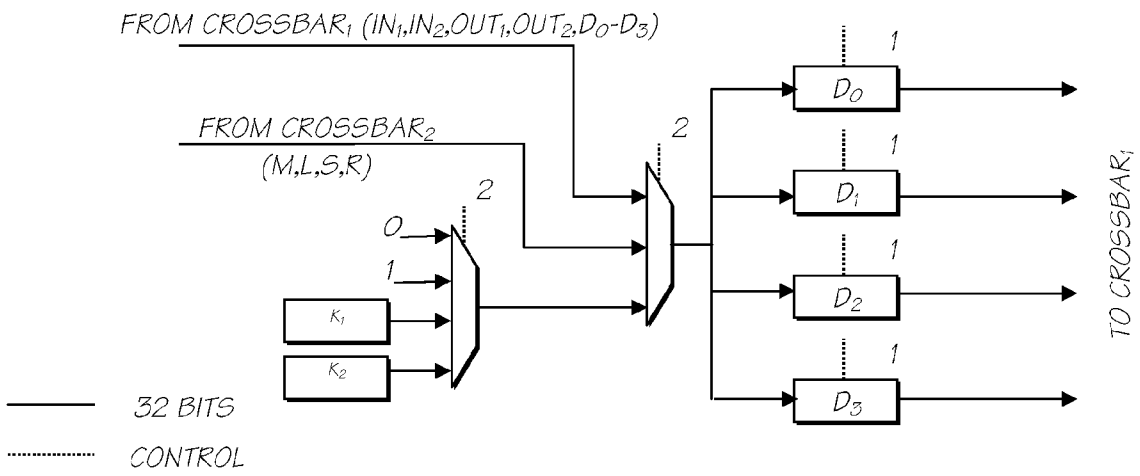 FROM CROSSBAR₁ (IN₁,IN₂,OUT₁,OUT₂,D₀-D₃)
1
D₀
FROM CROSSBAR₂
(M,L,S,R)
2
1
D₁
2
0
1
K₁
K₂
1
D₂
1
D₃
TO CROSSBAR₁
32 BITS
CONTROL